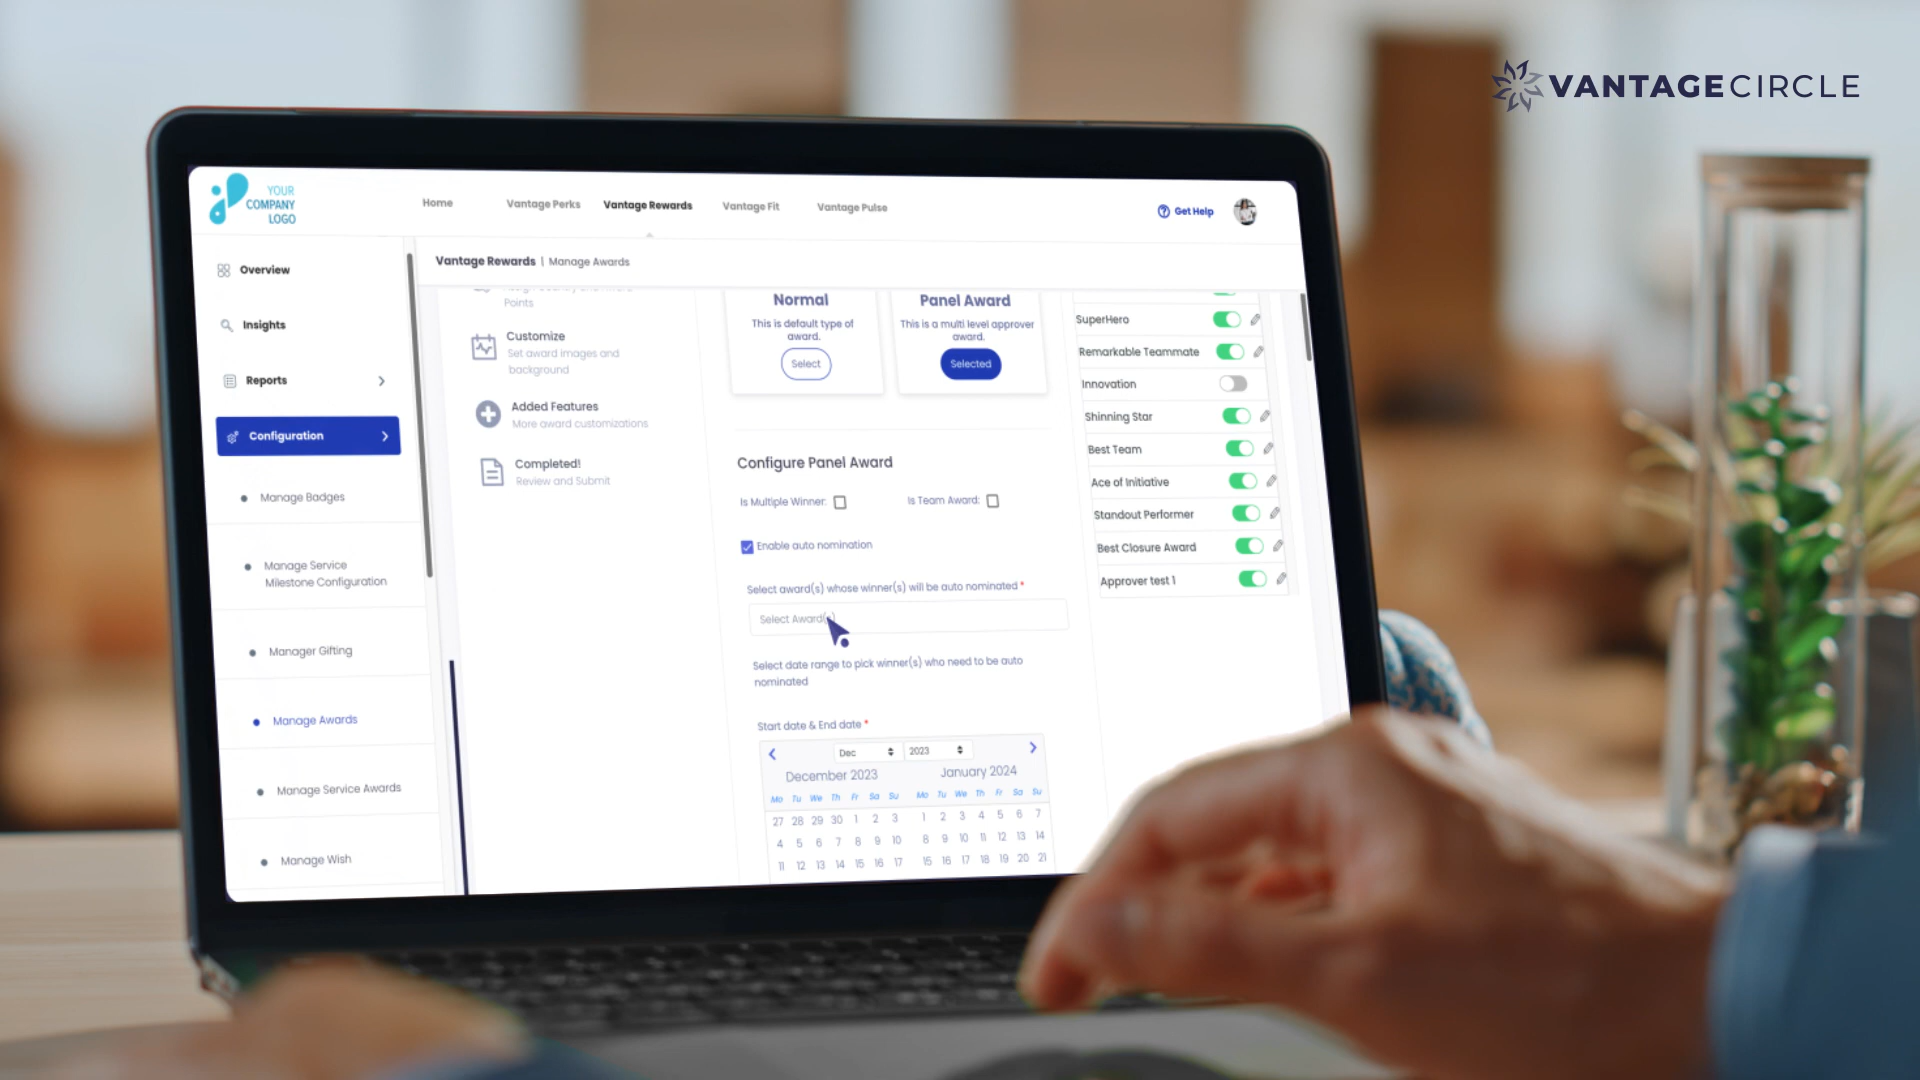 VANTAGECIRCLE
YOUR
COMPANY
LOGO
Home
Vantage Perks
Vantage Rewards
Vantage Fit
Vantage Pulse
Get Help
Overview
Insights
Reports
Configuration
Manage Badges
Manage Service
Milestone Configuration
Manager Gifting
Manage Awards
Manage Service Awards
Manage Wish
Vantage Rewards | Manage Awards
Points
Customize
Set award images and
background
Added Features
More award customizations
Completed!
Review and Submit
Normal
This is default type of
award.
Select
Panel Award
This is a multi level approver
award.
Selected
Configure Panel Award
Is Multiple Winner:
Is Team Award:
Enable auto nomination
Select award(s) whose winner(s) will be auto nominated *
Select Award(s)
Select date range to pick winner(s) who need to be auto
nominated
Start date & End date *
Dec 2023
December 2023 January 2024
Mo Tu We Th Fr Sa Su Mo Tu We Th Fr Sa Su
27 28 29 30 1 2 3 1 2 3 4 5 6 7
4 5 6 7 8 9 10 8 9 10 11 12 13 14
11 12 13 14 15 16 17 15 16 17 18 19 20 21
SuperHero
Remarkable Teammate
Innovation
Shinning Star
Best Team
Ace of Initiative
Standout Performer
Best Closure Award
Approver test 1